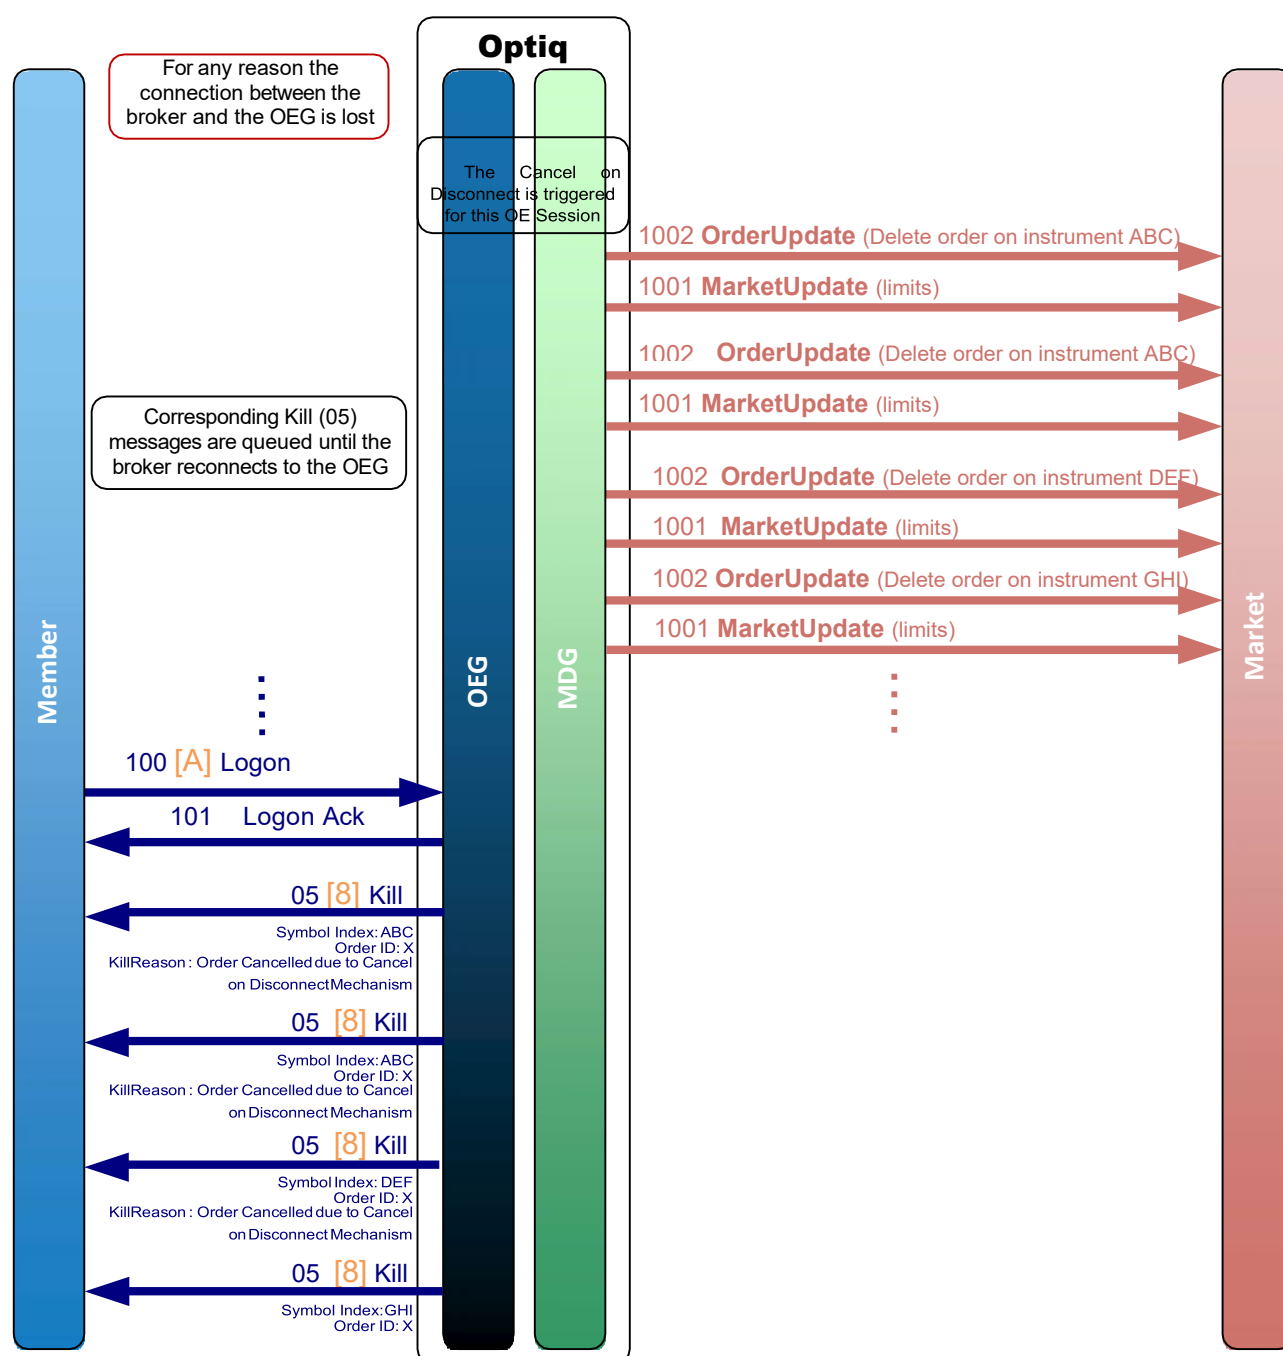 Optiq
For any reason the
connection between the
broker and the OEG is lost
The Cancel on
Disconnect is triggered
for this OE Session
1002 OrderUpdate (Delete order on instrument ABC)
1001 MarketUpdate (limits)
1002 OrderUpdate (Delete order on instrument ABC)
1001 MarketUpdate (limits)
Corresponding Kill (05)
messages are queued until the
broker reconnects to the OEG
1002 OrderUpdate (Delete order on instrument DEF)
1001 MarketUpdate (limits)
1002 OrderUpdate (Delete order on instrument GHI)
1001 MarketUpdate (limits)
Member
OEG
MDG
Market
100 [A] Logon
101 Logon Ack
05 [8] Kill
Symbol Index: ABC
Order ID: X
KillReason : Order Cancelled due to Cancel
on Disconnect Mechanism
05 [8] Kill
Symbol Index: ABC
Order ID: X
KillReason : Order Cancelled due to Cancel
on Disconnect Mechanism
05 [8] Kill
Symbol Index: DEF
Order ID: X
KillReason : Order Cancelled due to Cancel
on Disconnect Mechanism
05 [8] Kill
Symbol Index: GHI
Order ID: X